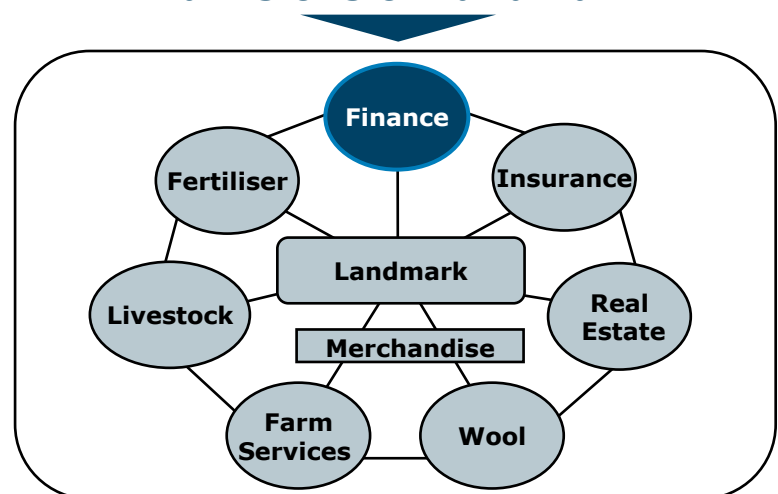 Finance
Fertiliser
Insurance
Landmark
Livestock
Real
Estate
Merchandise
Farm
Services
Wool